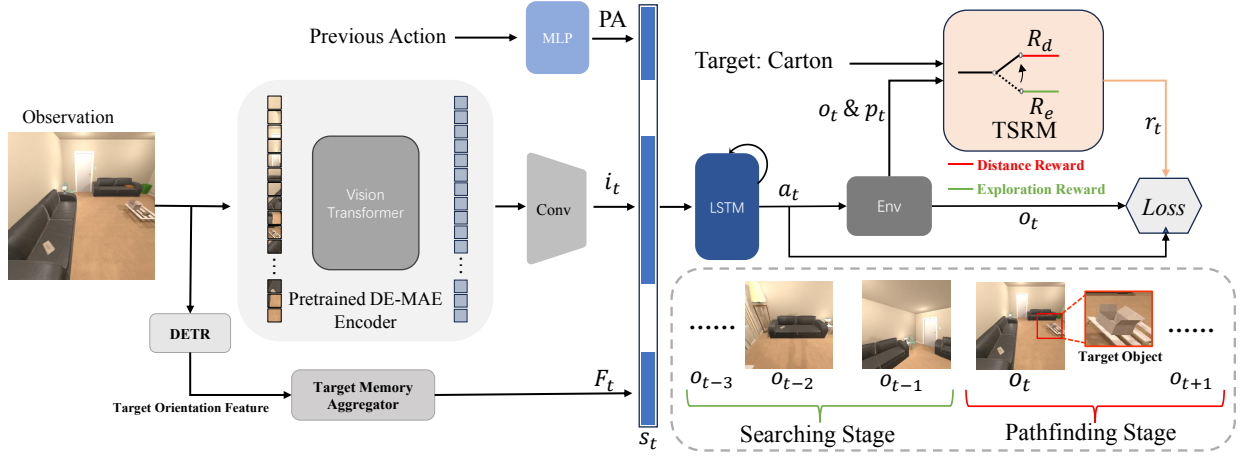 Previous Action
MLP
PA
Target: Carton
R_d
R_e
TSRM
o_t & p_t
r_t
Distance Reward
Exploration Reward
Observation
Vision
Transformer
Pretrained DE-MAE
Encoder
Conv
i_t
LSTM
a_t
Env
o_t
Loss
DETR
Target Orientation Feature
Target Memory
Aggregator
F_t
s_t
......
o_{t-3}
o_{t-2}
o_{t-1}
o_t
Target Object
......
o_{t+1}
Searching Stage
Pathfinding Stage